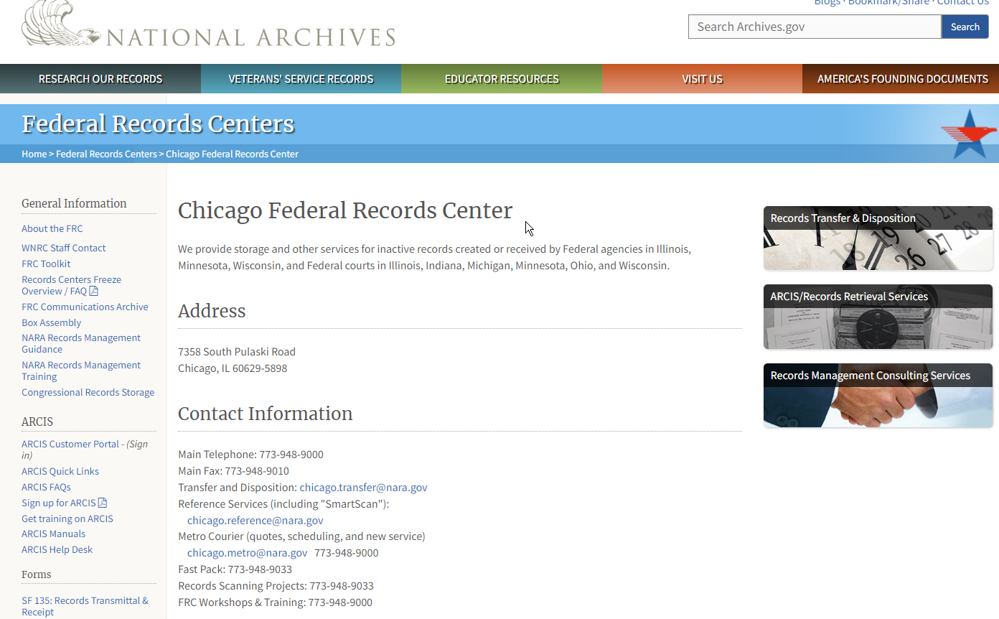 Blogs · Bookmark/Share · Contact Us
NATIONAL ARCHIVES
Search Archives.gov
Search
RESEARCH OUR RECORDS
VETERANS' SERVICE RECORDS
EDUCATOR RESOURCES
VISIT US
AMERICA'S FOUNDING DOCUMENTS
Federal Records Centers
Home > Federal Records Centers > Chicago Federal Records Center
General Information
About the FRC
WNRC Staff Contact
FRC Toolkit
Records Centers Freeze
Overview / FAQ
FRC Communications Archive
Box Assembly
NARA Records Management
Guidance
NARA Records Management
Training
Congressional Records Storage
ARCIS
ARCIS Customer Portal - (Sign
in)
ARCIS Quick Links
ARCIS FAQs
Sign up for ARCIS
Get training on ARCIS
ARCIS Manuals
ARCIS Help Desk
Forms
SF 135: Records Transmittal &
Receipt
Chicago Federal Records Center
We provide storage and other services for inactive records created or received by Federal agencies in Illinois,
Minnesota, Wisconsin, and Federal courts in Illinois, Indiana, Michigan, Minnesota, Ohio, and Wisconsin.
Address
7358 South Pulaski Road
Chicago, IL 60629-5898
Contact Information
Main Telephone: 773-948-9000
Main Fax: 773-948-9010
Transfer and Disposition: chicago.transfer@nara.gov
Reference Services (including "SmartScan"):
chicago.reference@nara.gov
Metro Courier (quotes, scheduling, and new service)
chicago.metro@nara.gov 773-948-9000
Fast Pack: 773-948-9033
Records Scanning Projects: 773-948-9033
FRC Workshops & Training: 773-948-9000
Records Transfer & Disposition
18 19 20 21
26 27 28
ARCIS/Records Retrieval Services
Records Management Consulting Services